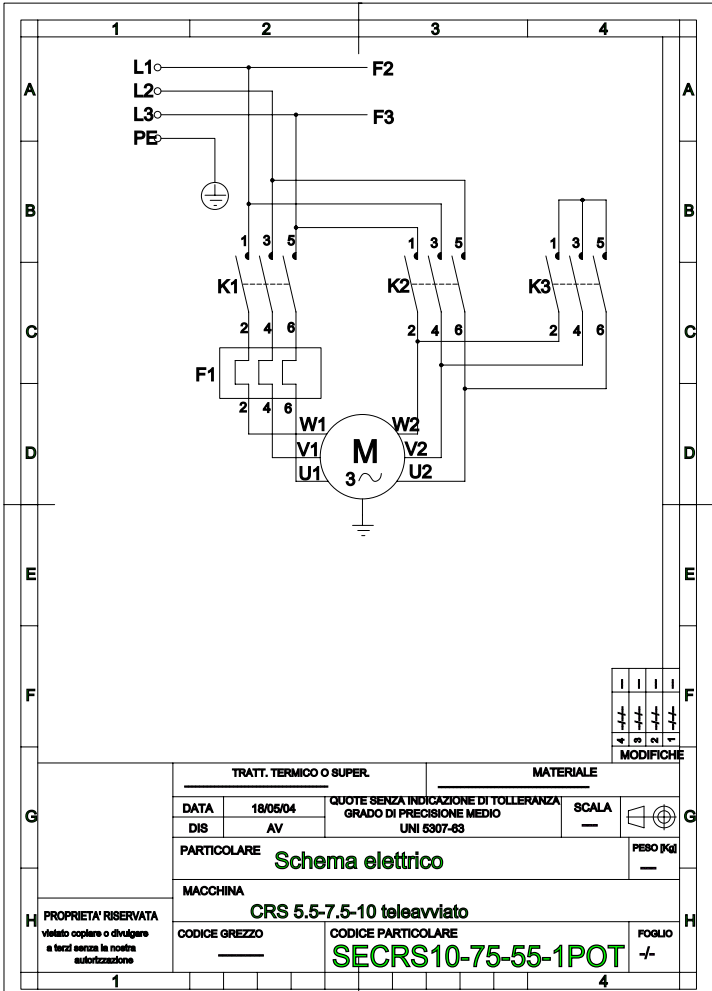 1 2 3 4
L1 F2
A A
L2
L3 F3
PE
B B
1 3 5 1 3 5 1 3 5
K1 K2 K3
2 4 6 2 4 6 2 4 6
C C
F1
2 4 6
W1 W2
D V1 M V2 D
U1 3 U2
E E
F F
4 3 2 1
MODIFICHE
TRATT. TERMICO O SUPER. MATERIALE
G G
DATA 18/05/04 QUOTE SENZA INDICAZIONE DI TOLLERANZA SCALA
GRADO DI PRECISIONE MEDIO
DIS AV UNI 5307-63
PARTICOLARE PESO [Kg]
Schema elettrico
MACCHINA
CRS 5.5-7.5-10 teleavviato
H H
PROPRIETA' RISERVATA
vietato copiare o divulgare
a terzi senza la nostra
autorizzazione
CODICE GREZZO CODICE PARTICOLARE FOGLIO
SECRS10-75-55-1POT -/-
1 4